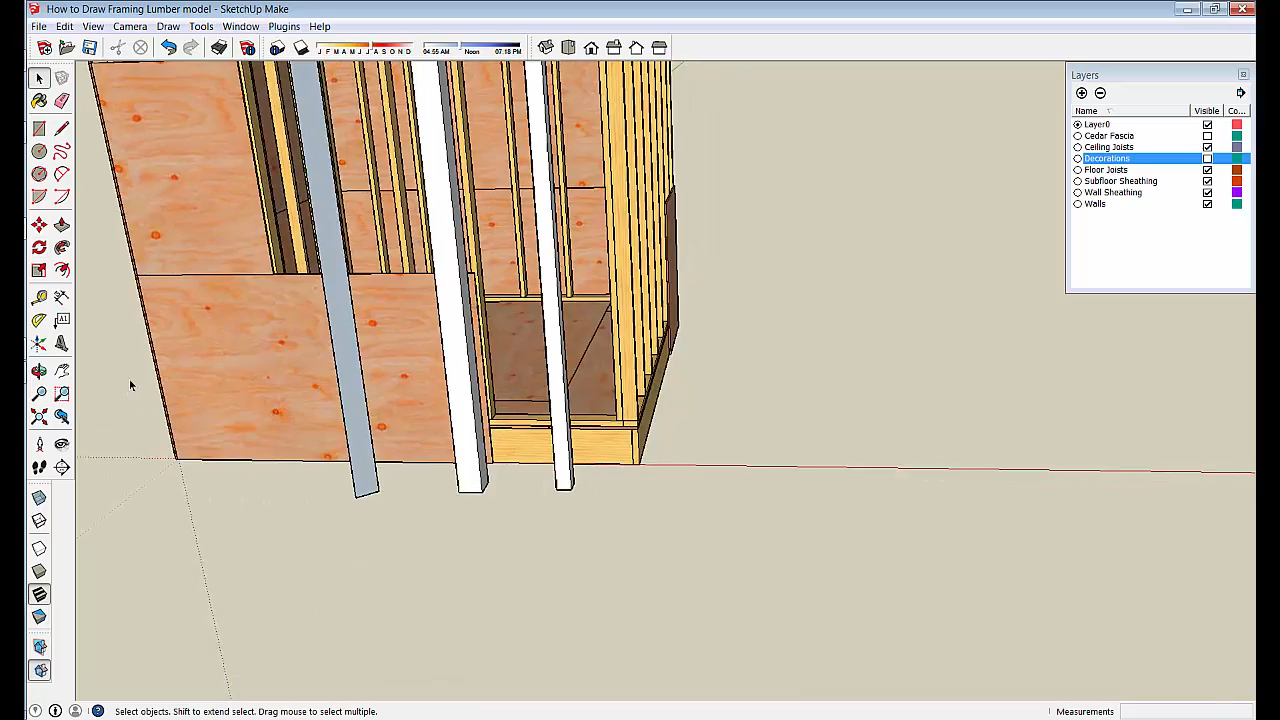 How to Draw Framing Lumber model - SketchUp Make
File Edit View Camera Draw Tools Window Plugins Help
J F M A M J J A S O N D 04:55 AM Noon 07:18 PM
Layers
Name Visible Co...
Layer0
Cedar Fascia
Ceiling Joists
Decorations
Floor Joists
Subfloor Sheathing
Wall Sheathing
Walls
A1
Select objects. Shift to extend select. Drag mouse to select multiple. Measurements